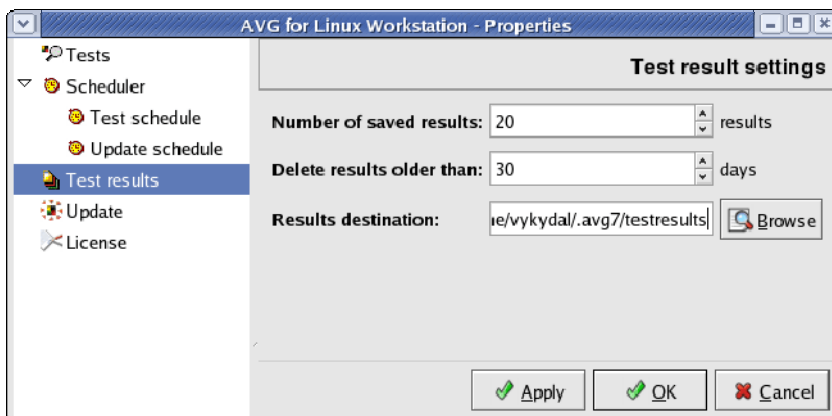 AVG for Linux Workstation - Properties
Tests
Scheduler
Test schedule
Update schedule
Test results
Update
License
Test result settings
Number of saved results: 20 results
Delete results older than: 30 days
Results destination: ıe/vykydal/.avg7/testresults Browse
Apply OK Cancel